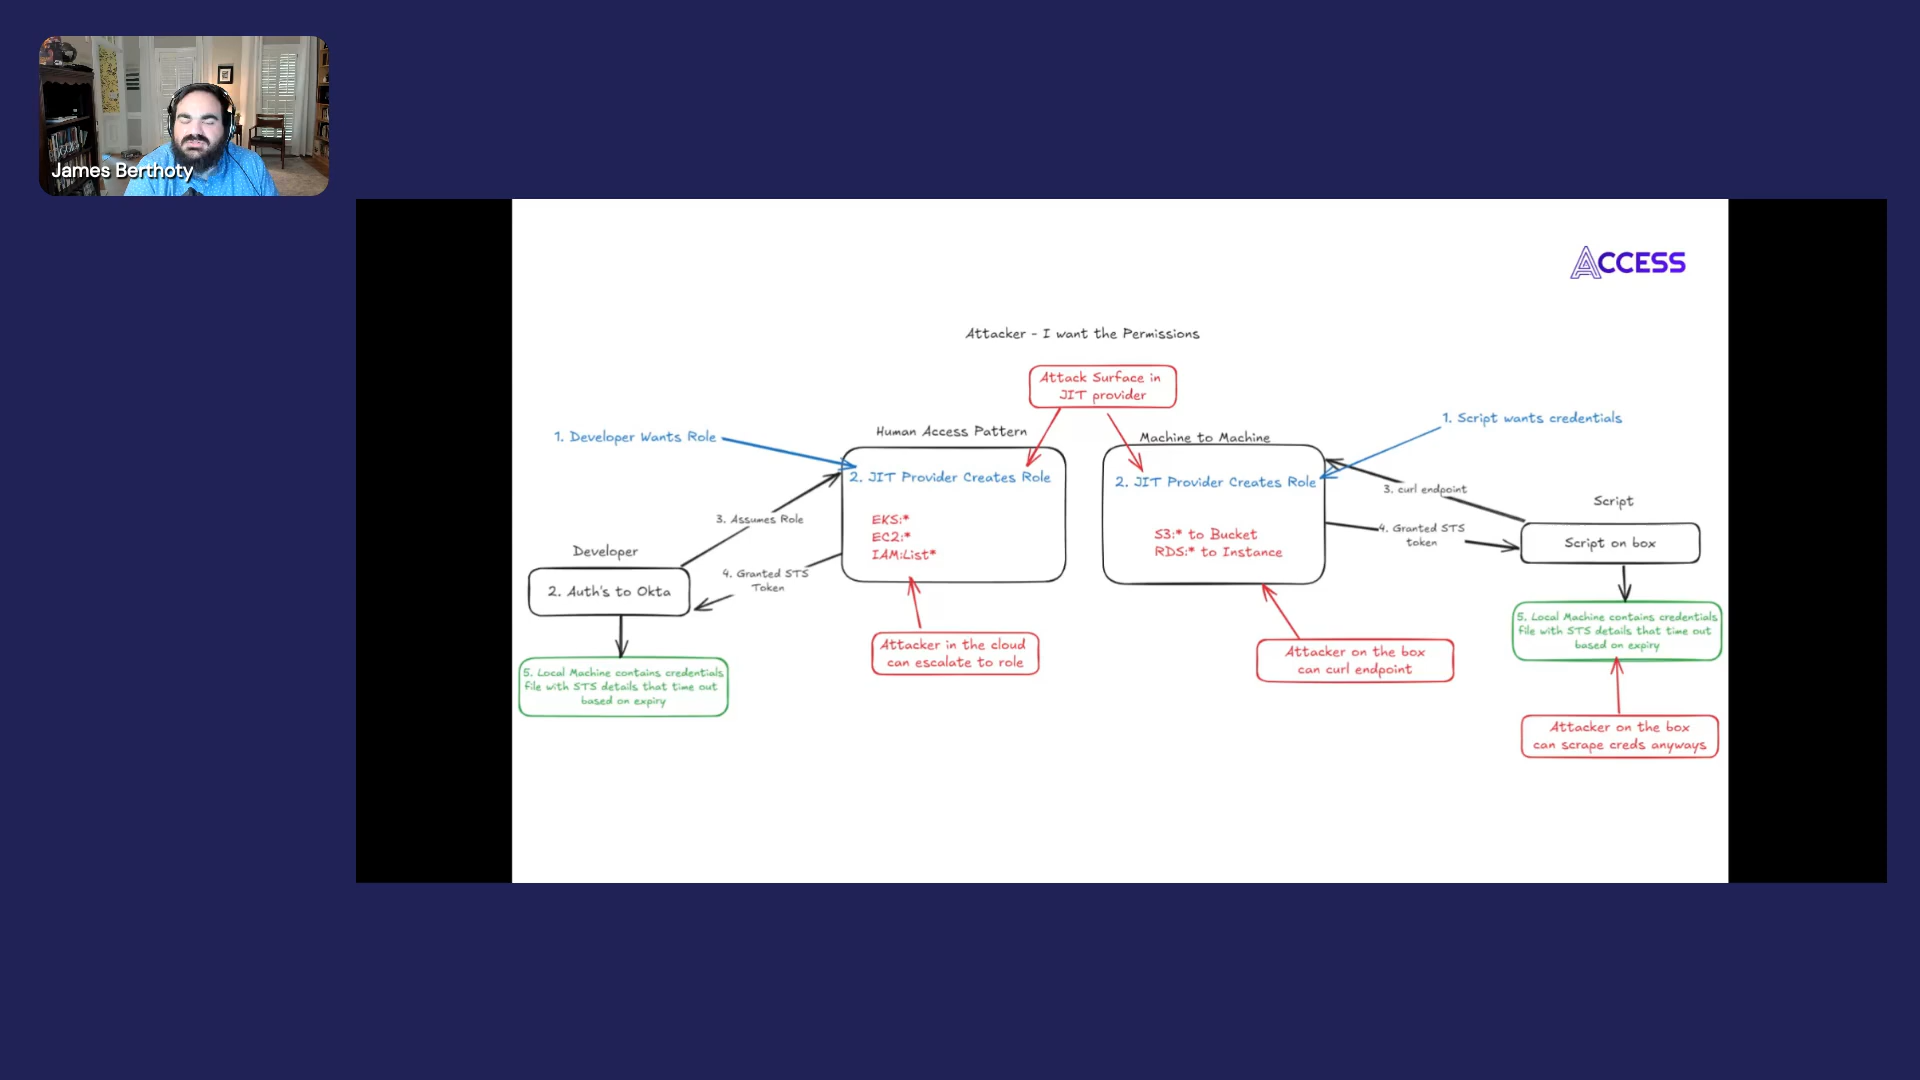 James Berthoty
ACCESS
Attacker - I want the Permissions
Attack Surface in
JIT provider
1. Developer Wants Role
Human Access Pattern
Machine to Machine
1. Script wants credentials
2. JIT Provider Creates Role
EKS:*
EC2:*
IAM:List*
2. JIT Provider Creates Role
S3:* to Bucket
RDS:* to Instance
3. Assumes Role
4. Granted STS
Token
Developer
2. Auth's to Okta
5. Local Machine contains credentials
file with STS details that time out
based on expiry
Attacker in the cloud
can escalate to role
Attacker on the box
can curl endpoint
3. curl endpoint
4. Granted STS
token
Script
Script on box
5. Local Machine contains credentials
file with STS details that time out
based on expiry
Attacker on the box
can scrape creds anyways